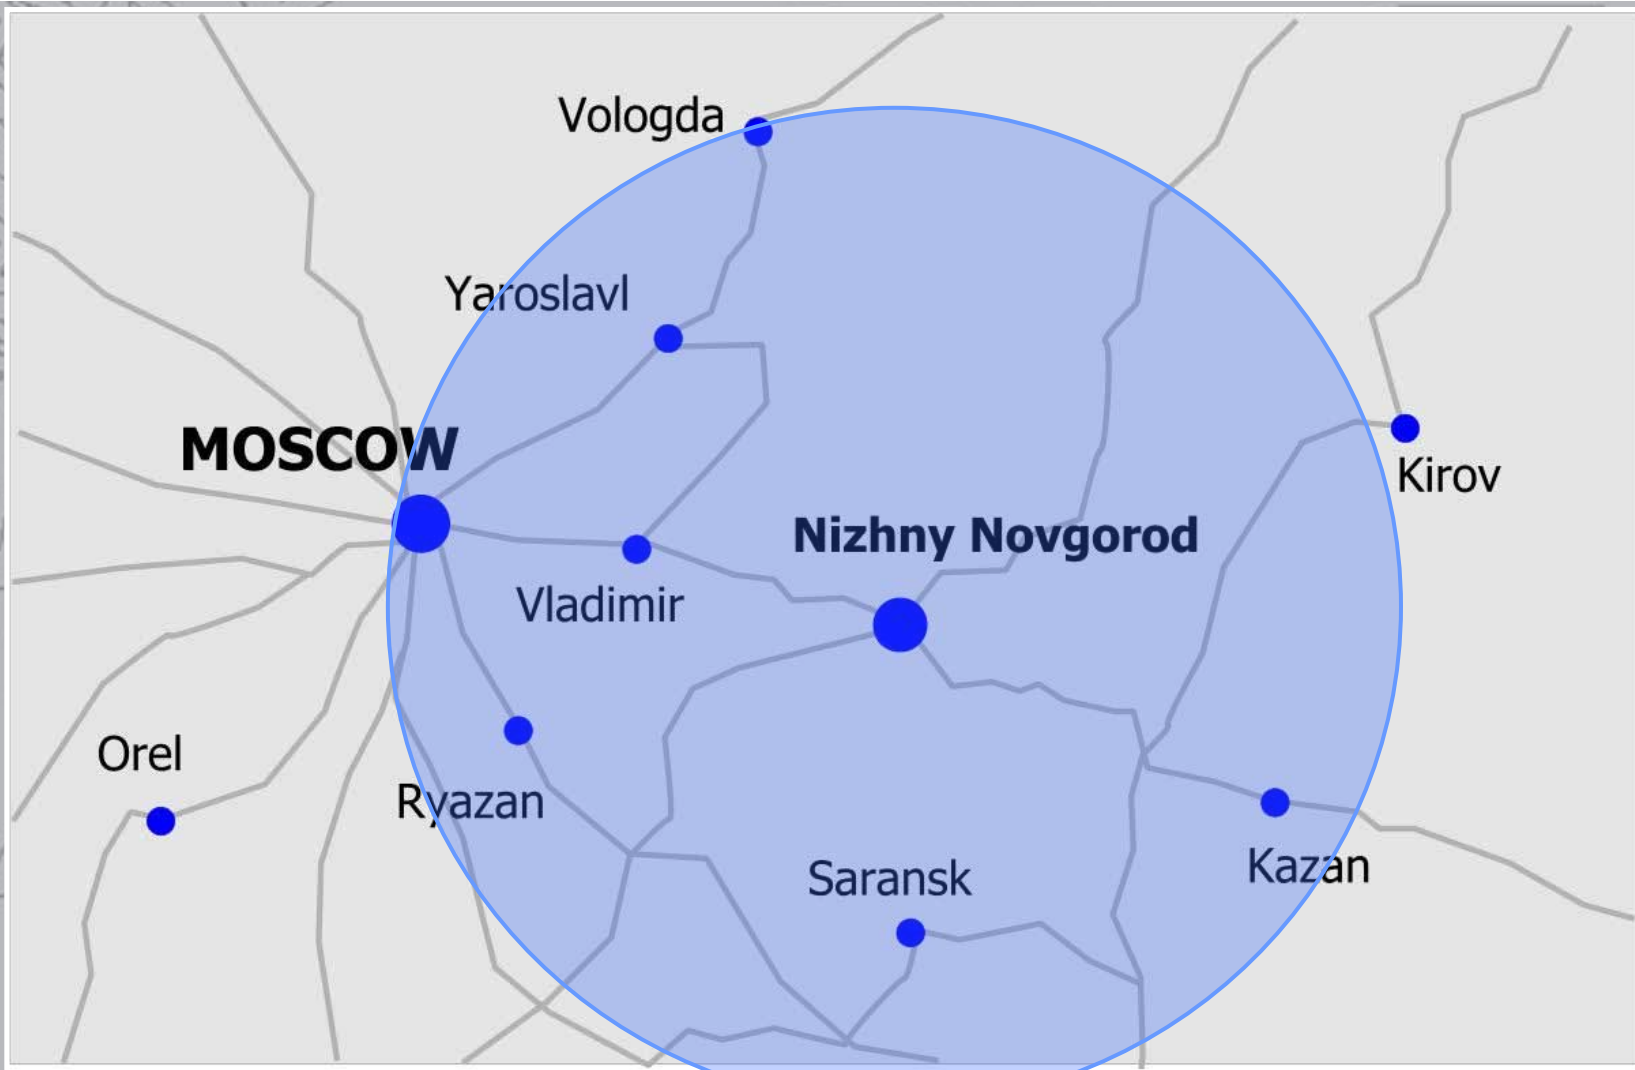 Vologda
Yaroslavl
MOSCOW
Kirov
Nizhny Novgorod
Vladimir
Orel
Ryazan
Kazan
Saransk